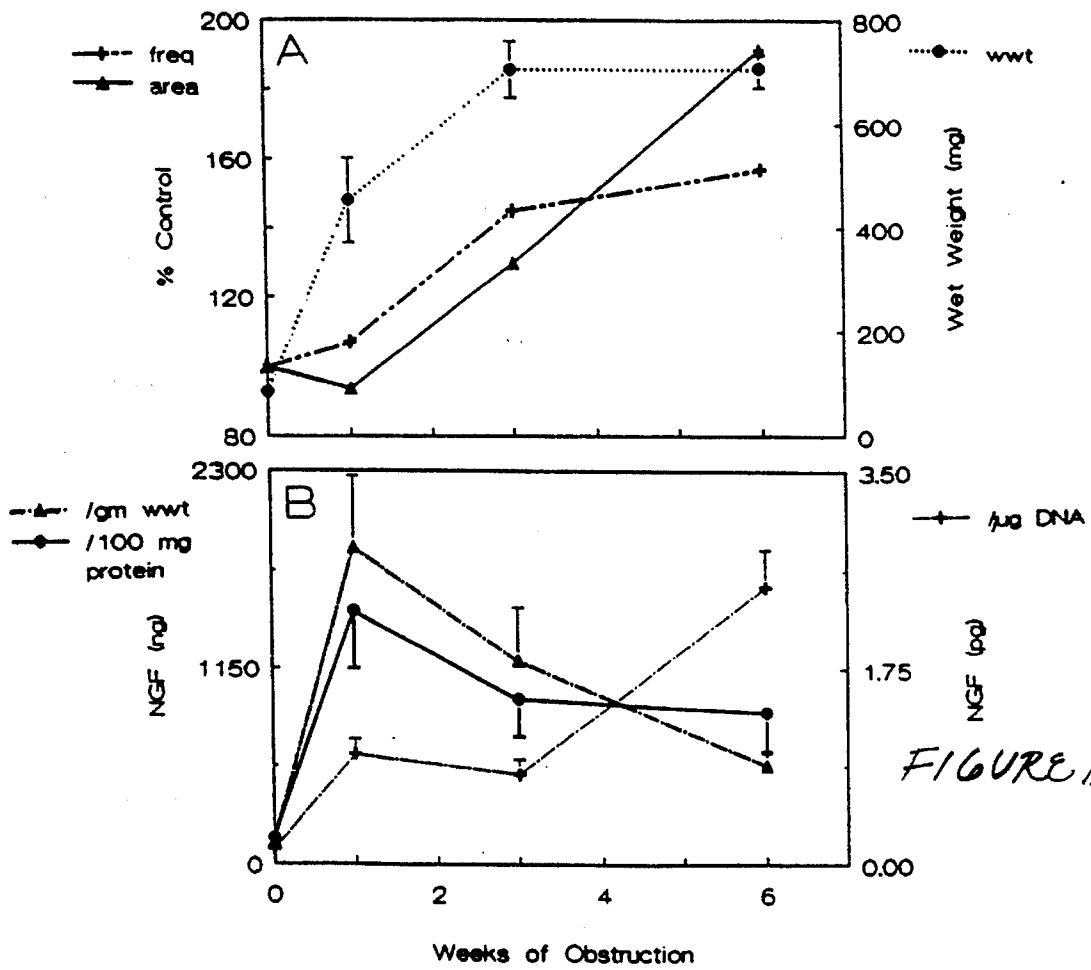 200
160
120
80
% Control
freq
area
A
800
600
400
200
0
Wet Weight (mg)
wwt
2300
1150
0
NGF (ng)
/gm wwt
/100 mg
protein
B
3.50
1.75
0.00
NGF (pg)
/µg DNA
0 2 4 6
Weeks of Obstruction
FIGURE